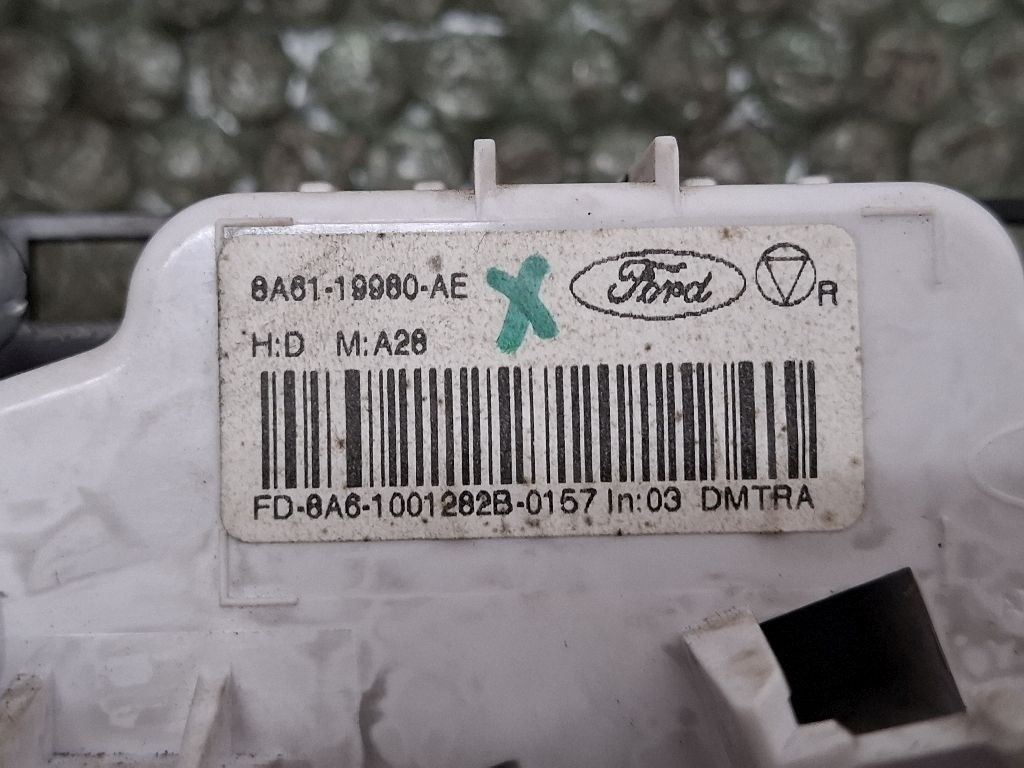 8A61-19980-AE
Ford
R
H:D M:A28
FD-8A6-1001282B-0157 In:03 DMTRA